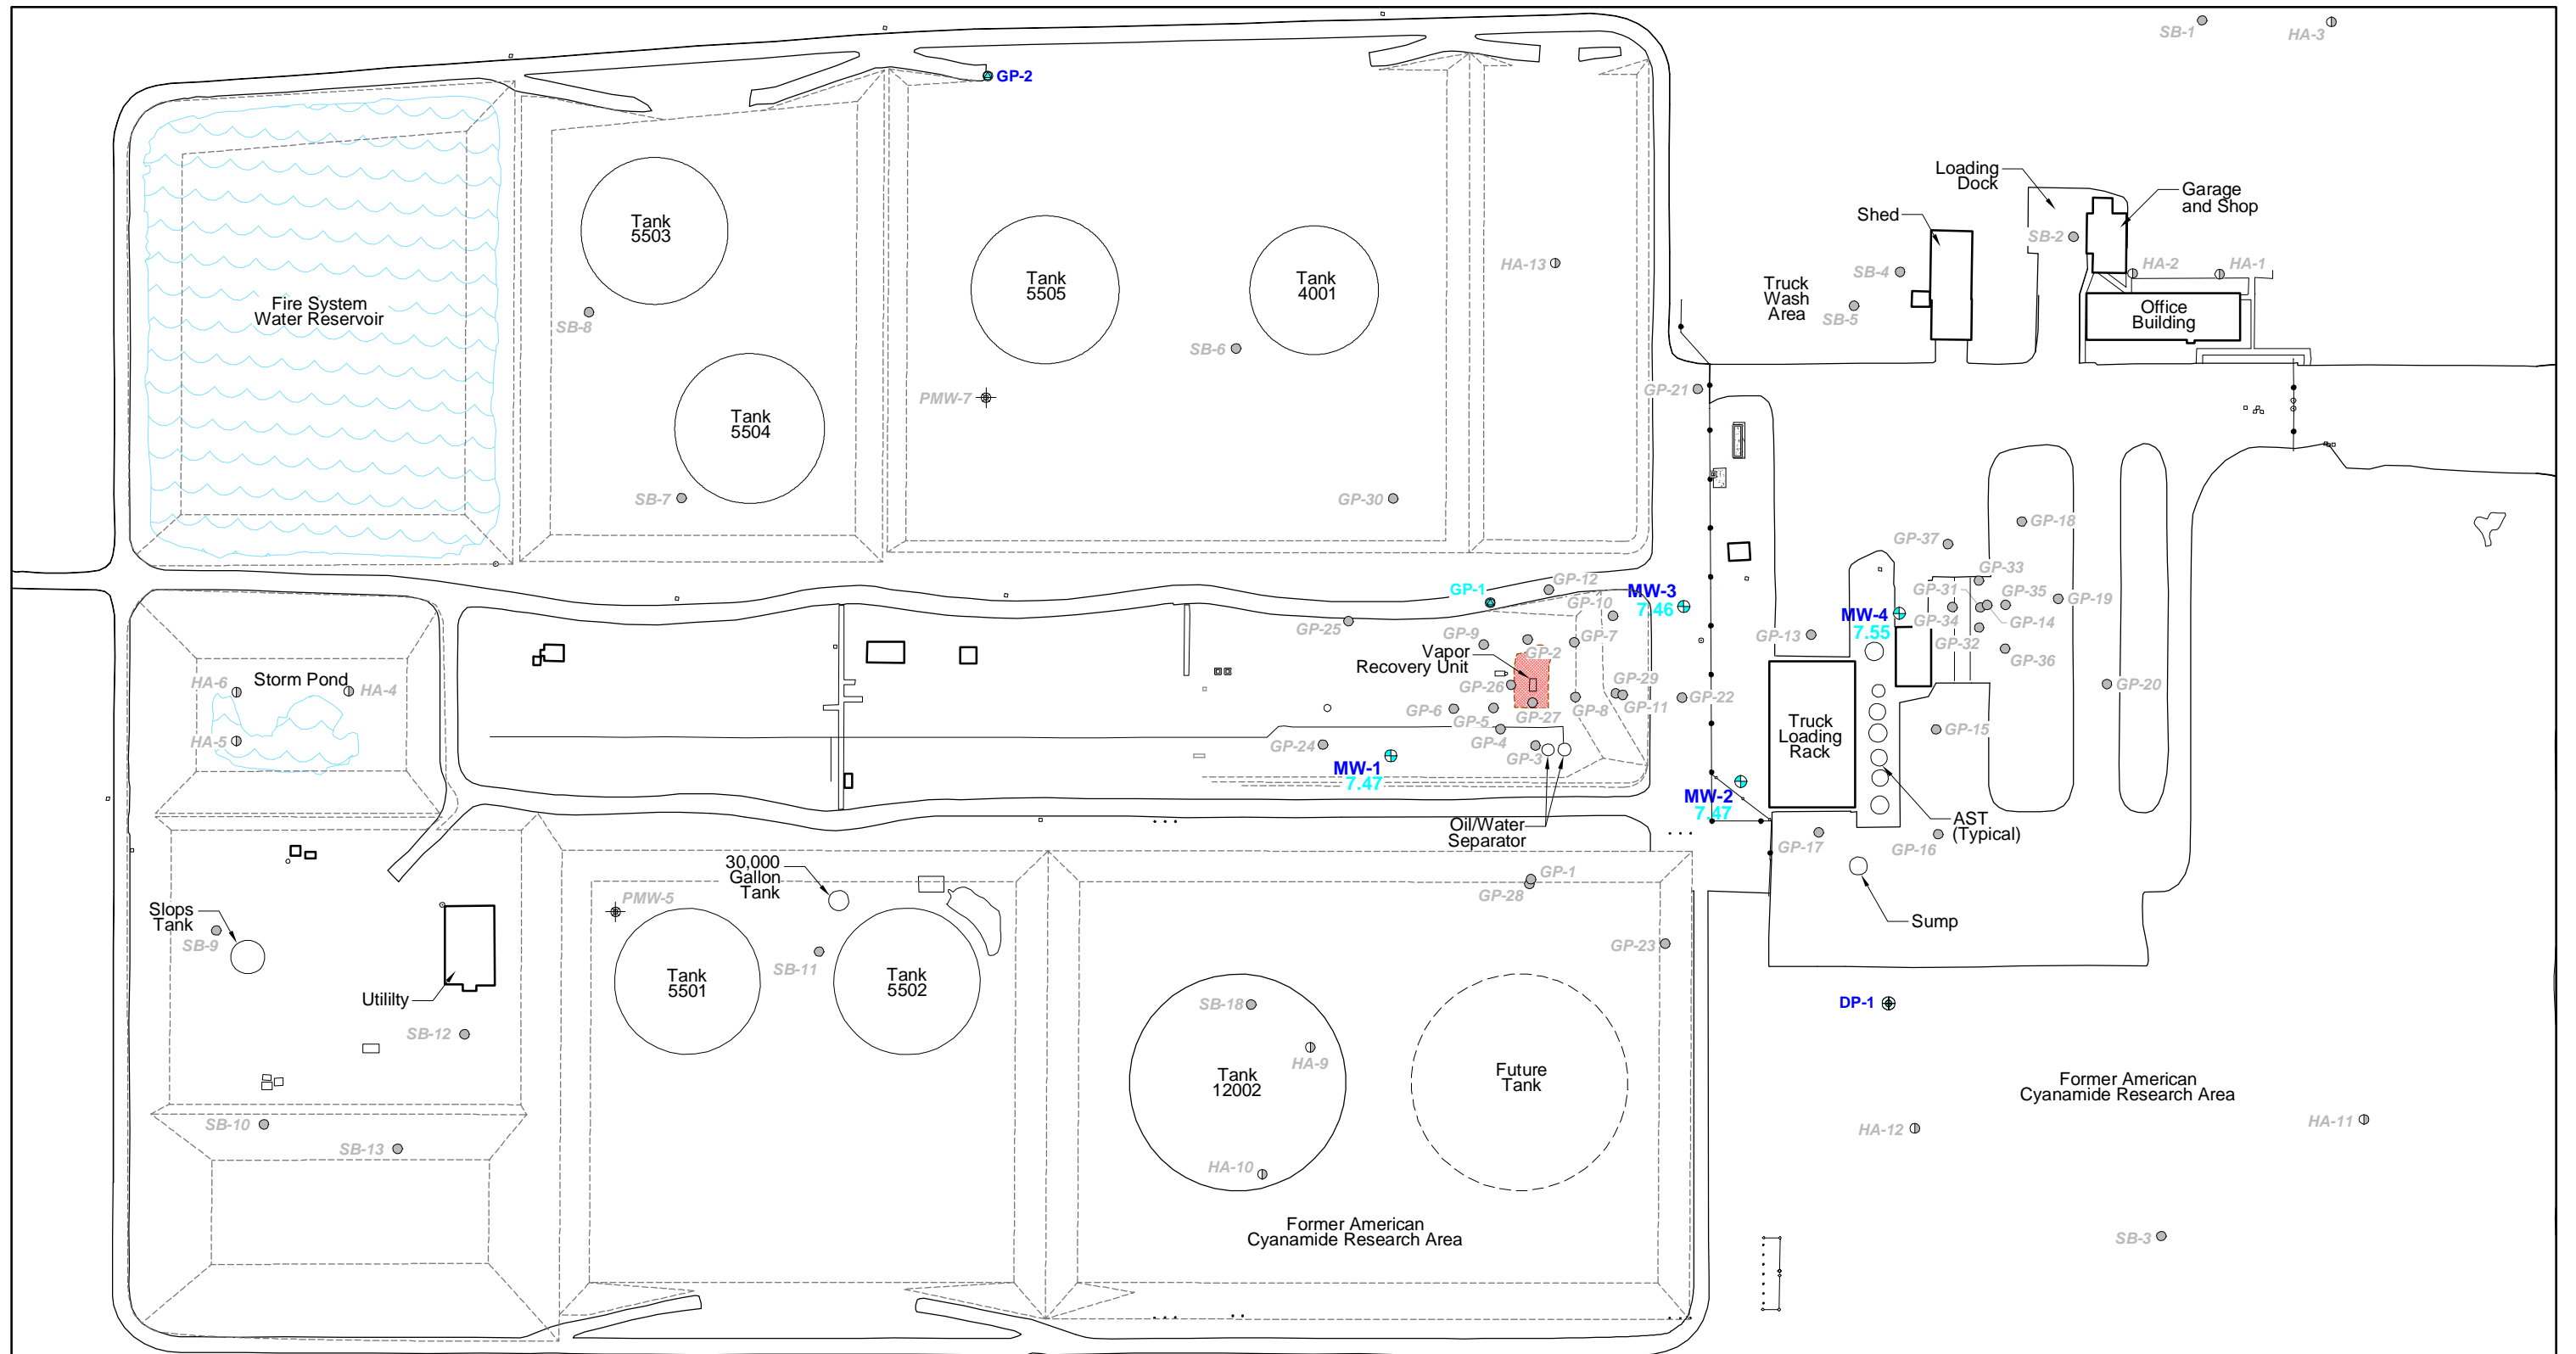 SB-1
HA-3
GP-2
Loading
Dock
Garage
and Shop
Shed
SB-2
Tank
5503
Tank
5505
Tank
4001
HA-13
SB-4
HA-2
HA-1
Truck
Wash
Area
SB-5
Office
Building
Fire System
Water Reservoir
SB-8
SB-6
PMW-7
GP-21
Tank
5504
SB-7
GP-30
GP-18
GP-37
GP-33
GP-12
GP-1
MW-3
7.46
GP-10
GP-31
GP-35
GP-19
MW-4
7.55
GP-34
GP-14
GP-25
GP-9
GP-7
GP-13
GP-32
GP-2
GP-36
Vapor
Recovery Unit
Storm Pond
HA-6
HA-4
GP-26
GP-29
GP-20
GP-22
GP-6
GP-5
GP-27
GP-8
GP-11
Truck
Loading
Rack
GP-15
HA-5
GP-24
GP-4
GP-3
MW-1
7.47
MW-2
7.47
Oil/Water
Separator
AST
(Typical)
GP-17
GP-16
30,000
Gallon
Tank
GP-1
GP-28
PMW-5
Slops
Tank
SB-9
Sump
GP-23
SB-11
Tank
5501
Tank
5502
Utililty
SB-18
DP-1
SB-12
HA-9
Tank
12002
Future
Tank
Former American
Cyanamide Research Area
SB-10
HA-12
HA-11
SB-13
HA-10
Former American
Cyanamide Research Area
SB-3